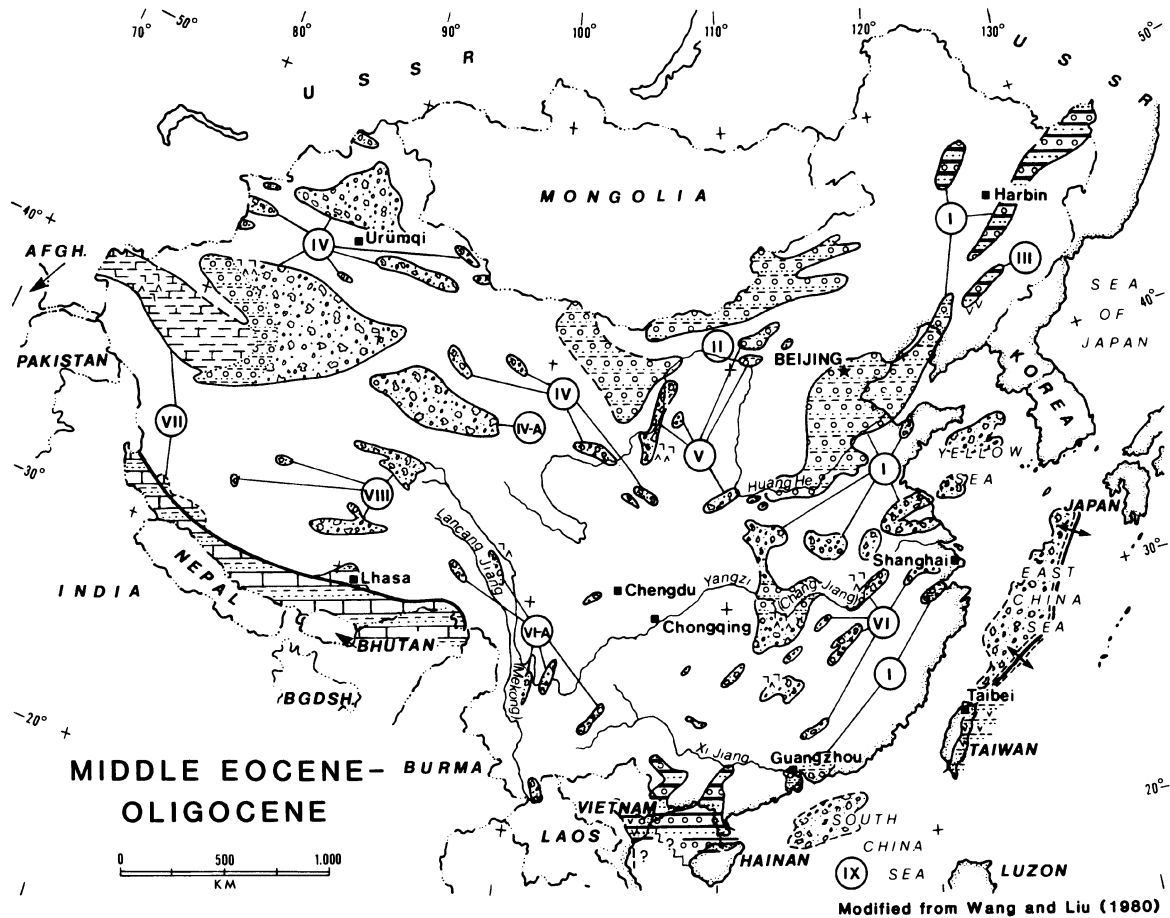 70°
50°
80°
90°
100°
110°
120°
130°
50°
U S S R
U S S R
MONGOLIA
Harbin
I
III
40°
AFGH.
IV
Urumqi
SEA
OF
JAPAN
40°
PAKISTAN
II
BEIJING
KOREA
IV
VII
IV-A
V
YELLOW
SEA
30°
VIII
Huang He
I
JAPAN
Lancang Jiang
30°
INDIA
NEPAL
Lhasa
Shanghai
Chengdu
Yangzi
(Chang Jiang)
EAST
CHINA
SEA
Chongqing
VI-A
VI
BHUTAN
BGDSH.
(Mekong)
I
Taibei
20°
TAIWAN
MIDDLE EOCENE–
OLIGOCENE
BURMA
Xi Jiang
Guangzhou
20°
VIETNAM
LAOS
?
?
HAINAN
SOUTH
CHINA
SEA
IX
LUZON
0 500 1.000
KM
Modified from Wang and Liu (1980)